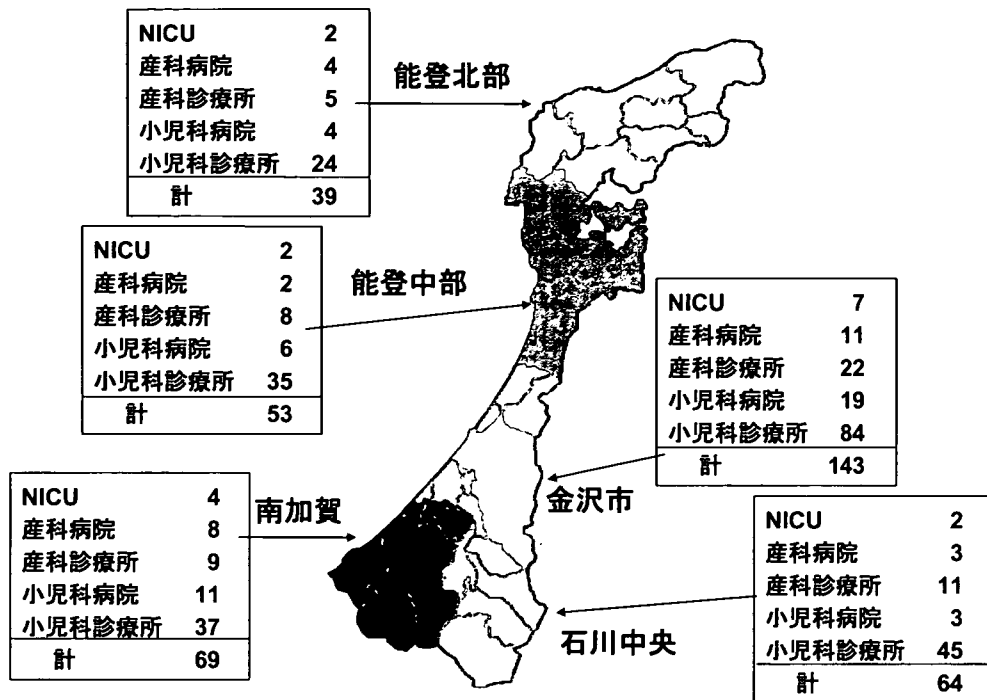 NICU 2
産科病院 4
産科診療所 5
小児科病院 4
小児科診療所 24
計 39
能登北部
NICU 2
産科病院 2
産科診療所 8
小児科病院 6
小児科診療所 35
計 53
能登中部
NICU 7
産科病院 11
産科診療所 22
小児科病院 19
小児科診療所 84
計 143
金沢市
NICU 4
産科病院 8
産科診療所 9
小児科病院 11
小児科診療所 37
計 69
南加賀
NICU 2
産科病院 3
産科診療所 11
小児科病院 3
小児科診療所 45
計 64
石川中央